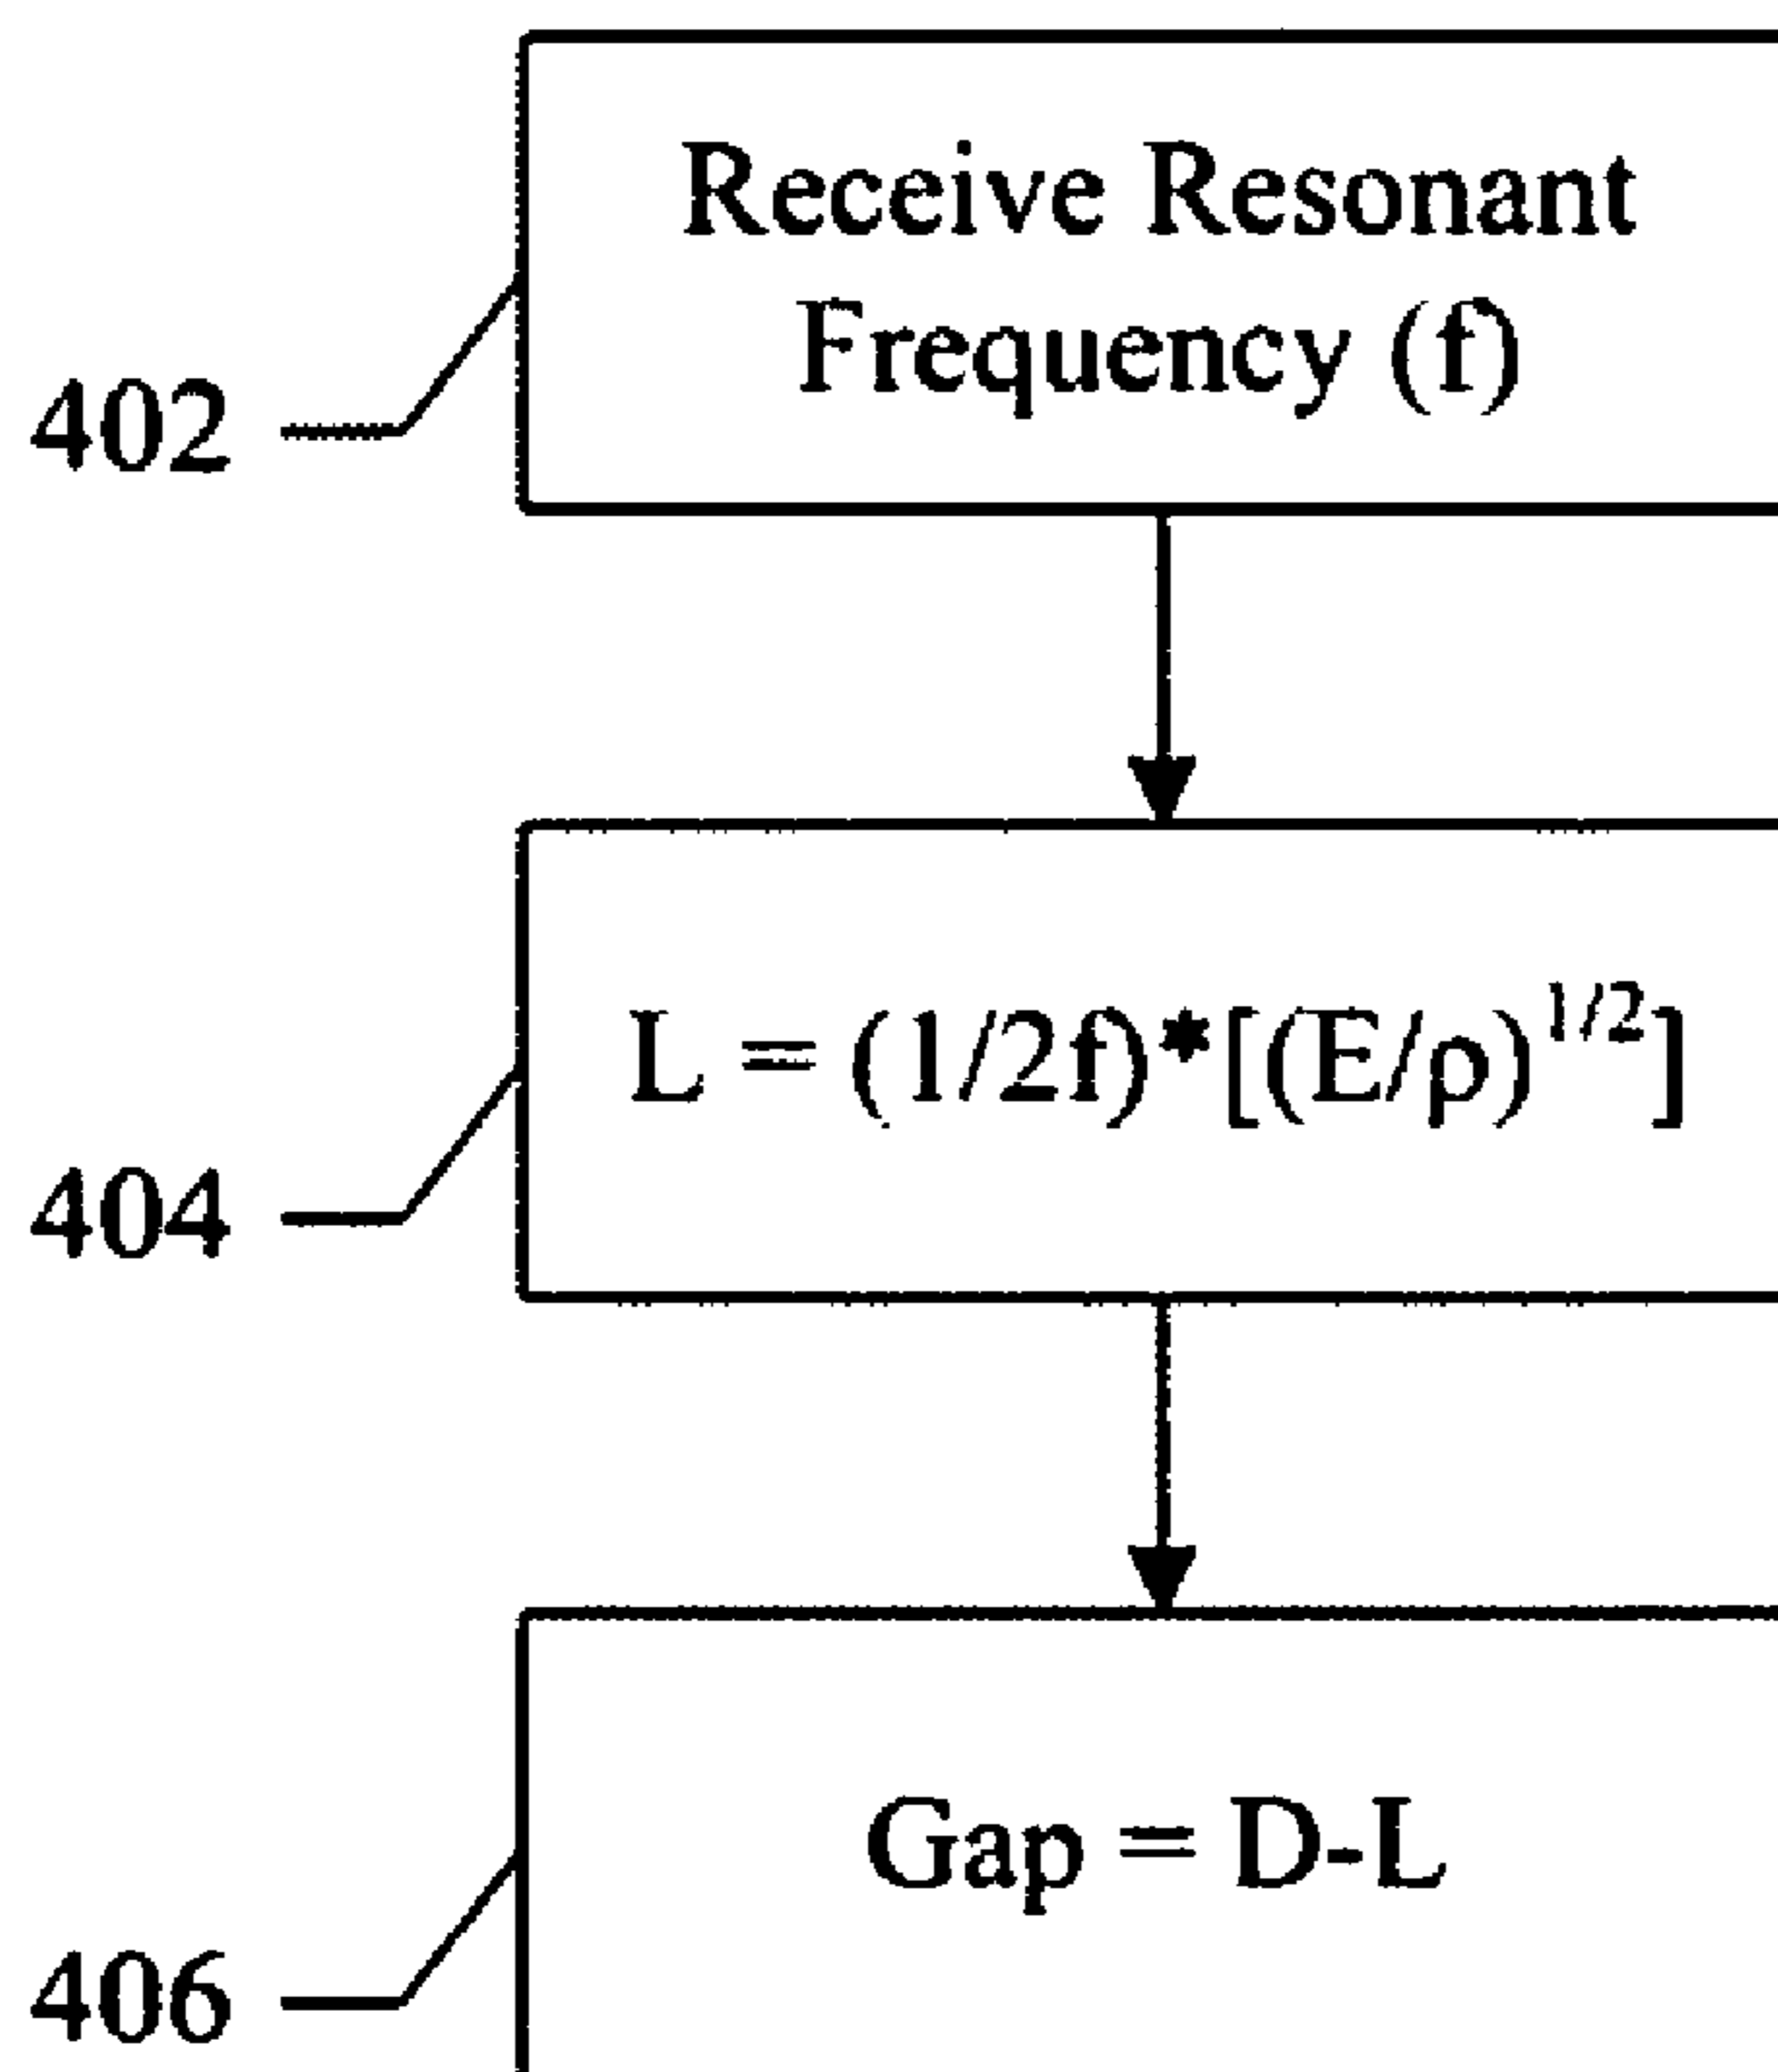 Receive Resonant
Frequency (f)
402
L = (1/2f)*[(E/ρ)^1/2]
404
Gap = D-L
406